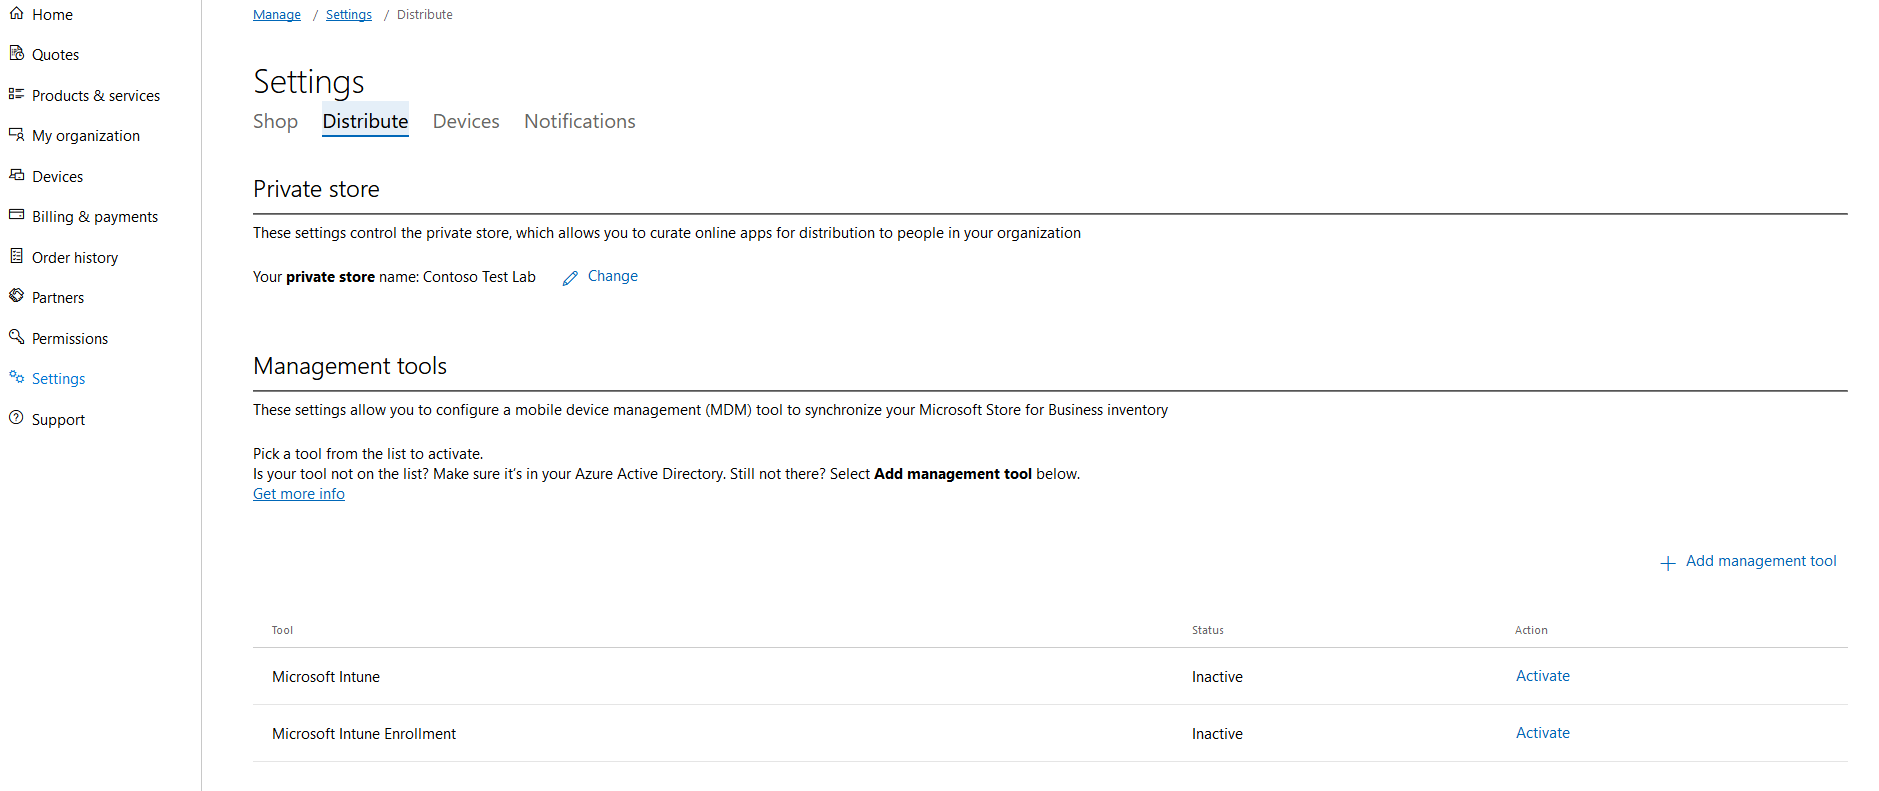 Home
Quotes
Products & services
My organization
Devices
Billing & payments
Order history
Partners
Permissions
Settings
Support
Manage / Settings / Distribute
Settings
Shop Distribute Devices Notifications
Private store
These settings control the private store, which allows you to curate online apps for distribution to people in your organization
Your private store name: Contoso Test Lab Change
Management tools
These settings allow you to configure a mobile device management (MDM) tool to synchronize your Microsoft Store for Business inventory
Pick a tool from the list to activate.
Is your tool not on the list? Make sure it's in your Azure Active Directory. Still not there? Select Add management tool below.
Get more info
Add management tool
Tool Status Action
Microsoft Intune Inactive Activate
Microsoft Intune Enrollment Inactive Activate